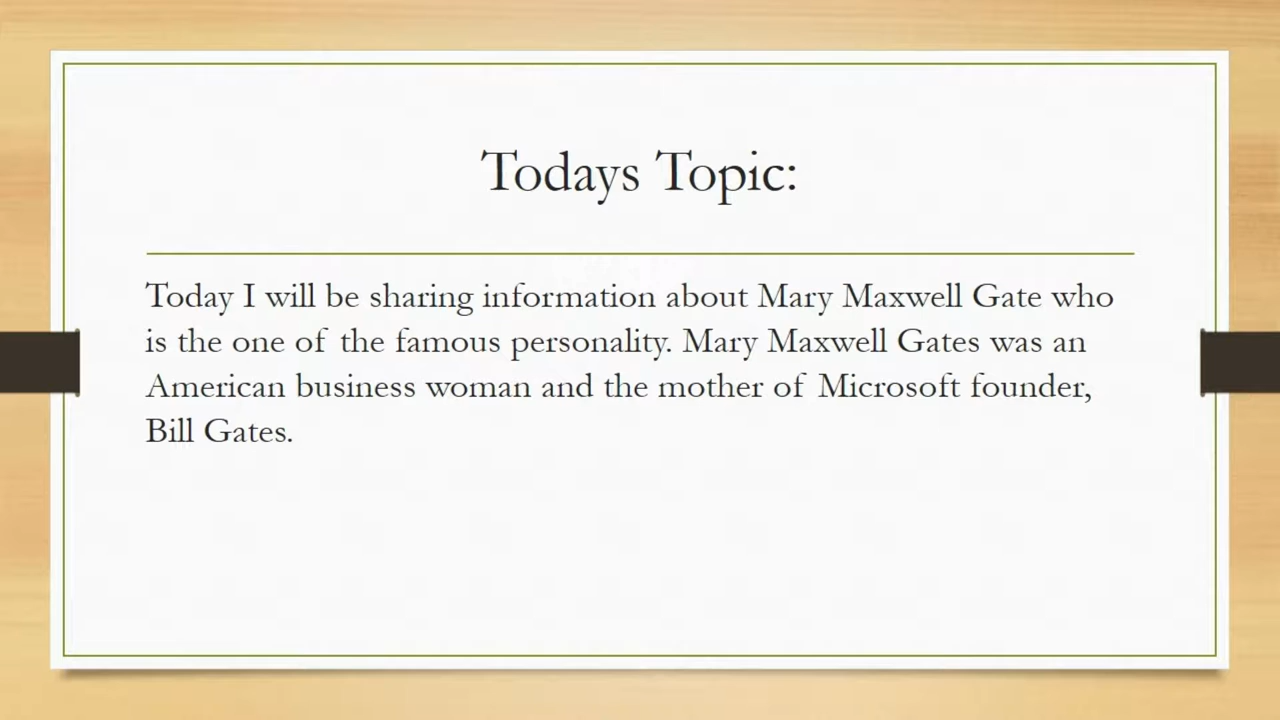 Todays Topic:
Today I will be sharing information about Mary Maxwell Gate who
is the one of the famous personality. Mary Maxwell Gates was an
American business woman and the mother of Microsoft founder,
Bill Gates.